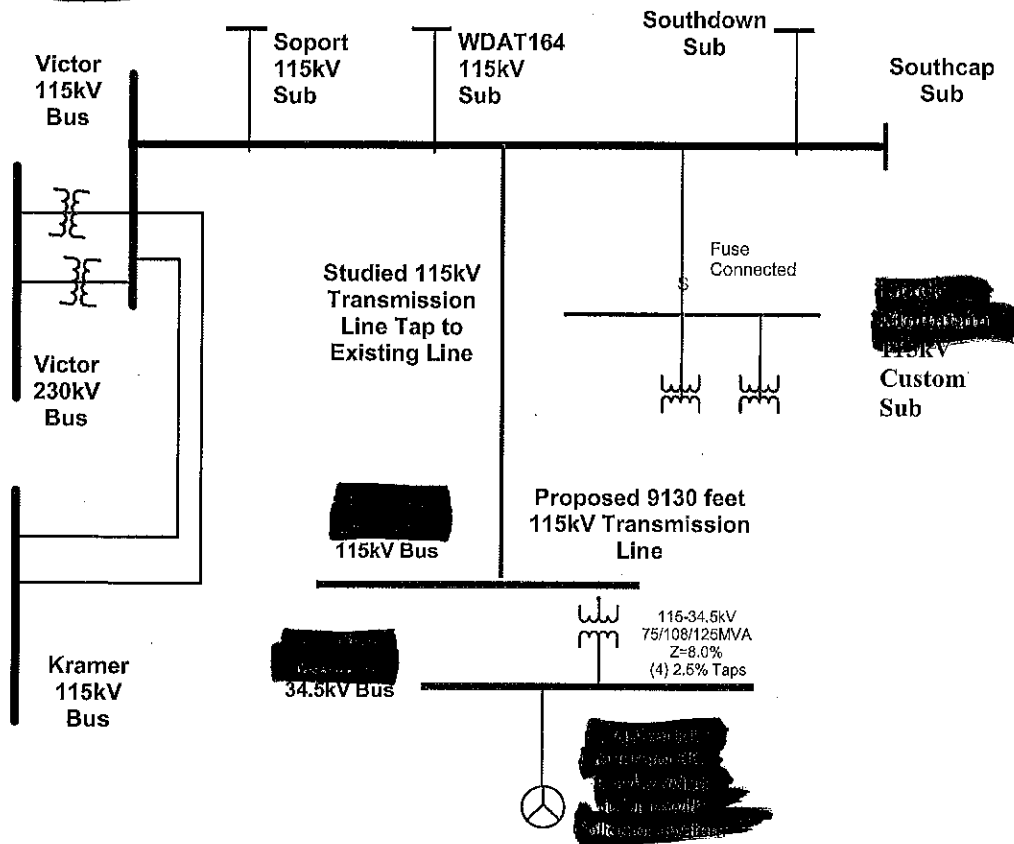 Victor
115kV
Bus
Soport
115kV
Sub
WDAT164
115kV
Sub
Southdown
Sub
Southcap
Sub
Fuse
Connected
S
Studied 115kV
Transmission
Line Tap to
Existing Line
115kV
Custom
Sub
Victor
230kV
Bus
Proposed 9130 feet
115kV Transmission
Line
115kV Bus
115-34.5kV
75/108/125MVA
Z=8.0%
(4) 2.5% Taps
34.5kV Bus
Kramer
115kV
Bus